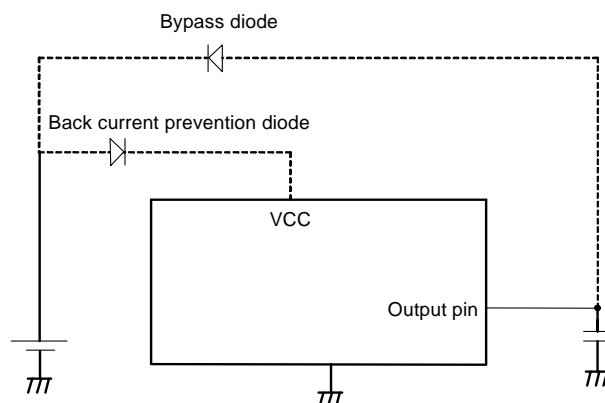 Bypass diode
Back current prevention diode
VCC
Output pin